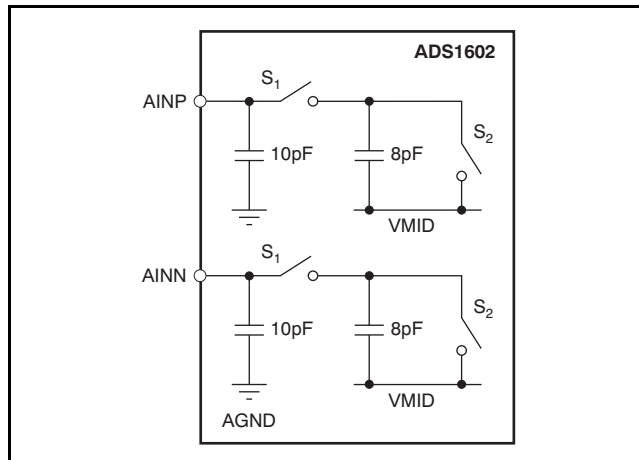 ADS1602
S1
AINP
S2
10pF
8pF
VMID
S1
AINN
S2
10pF
8pF
VMID
AGND